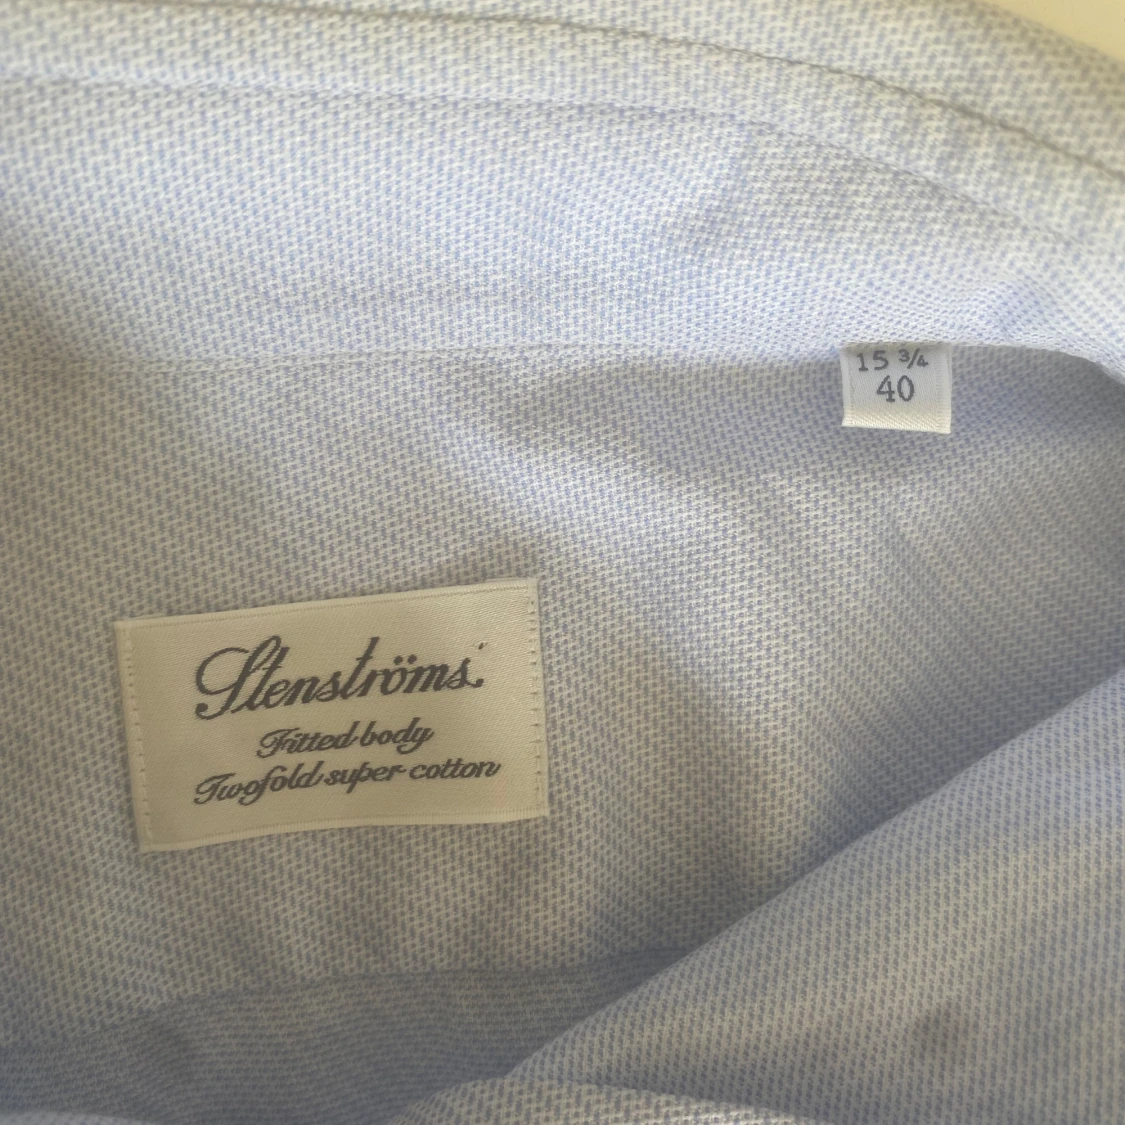 15 ¾
40
Stenströms
Fitted body
Twofold super cotton